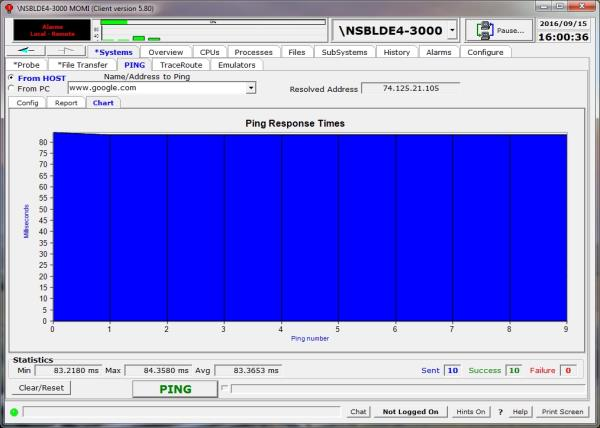 \NSBLDE4-3000 MOMI (Client version 5.80)
Alarms
Local - Remote
\NSBLDE4-3000
Pause...
2016/09/15
16:00:36
*Systems Overview CPUs Processes Files SubSystems History Alarms Configure
*Probe *File Transfer PING TraceRoute Emulators
From HOST Name/Address to Ping
From PC www.google.com Resolved Address 74.125.21.105
Config Report Chart
Ping Response Times
80
75
70
65
60
55
50
45
40
35
30
25
20
15
10
5
0
Milliseconds
0 1 2 3 4 5 6 7 8 9
Ping number
Statistics
Min 83.2180 ms Max 84.3580 ms Avg 83.3653 ms Sent 10 Success 10 Failure 0
Clear/Reset PING
Chat Not Logged On Hints On ? Help Print Screen